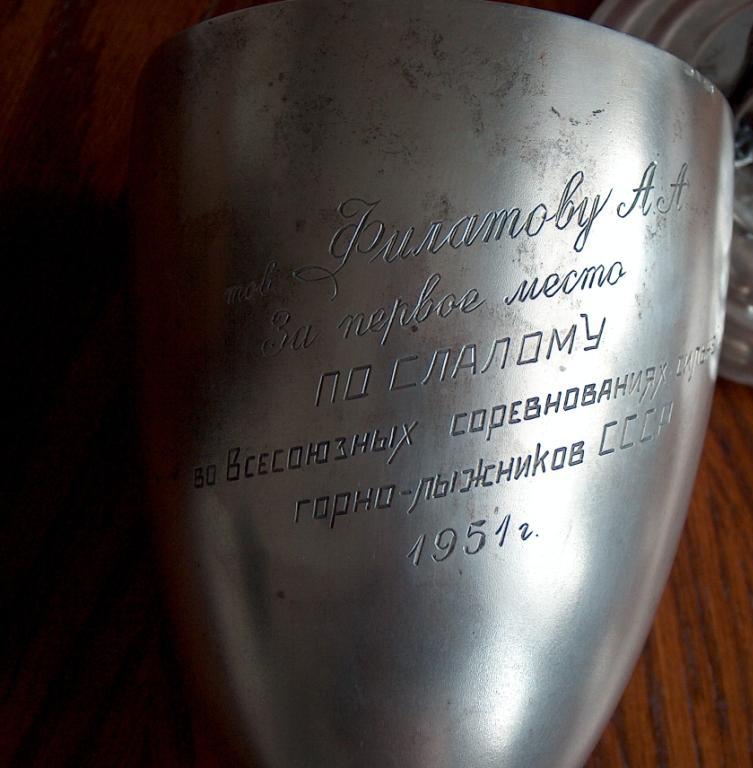 тов Филатову А.А
За первое место
ПО СЛАЛОМУ
во Всесоюзных соревнованиях
горно-лыжников СССР
1951г.